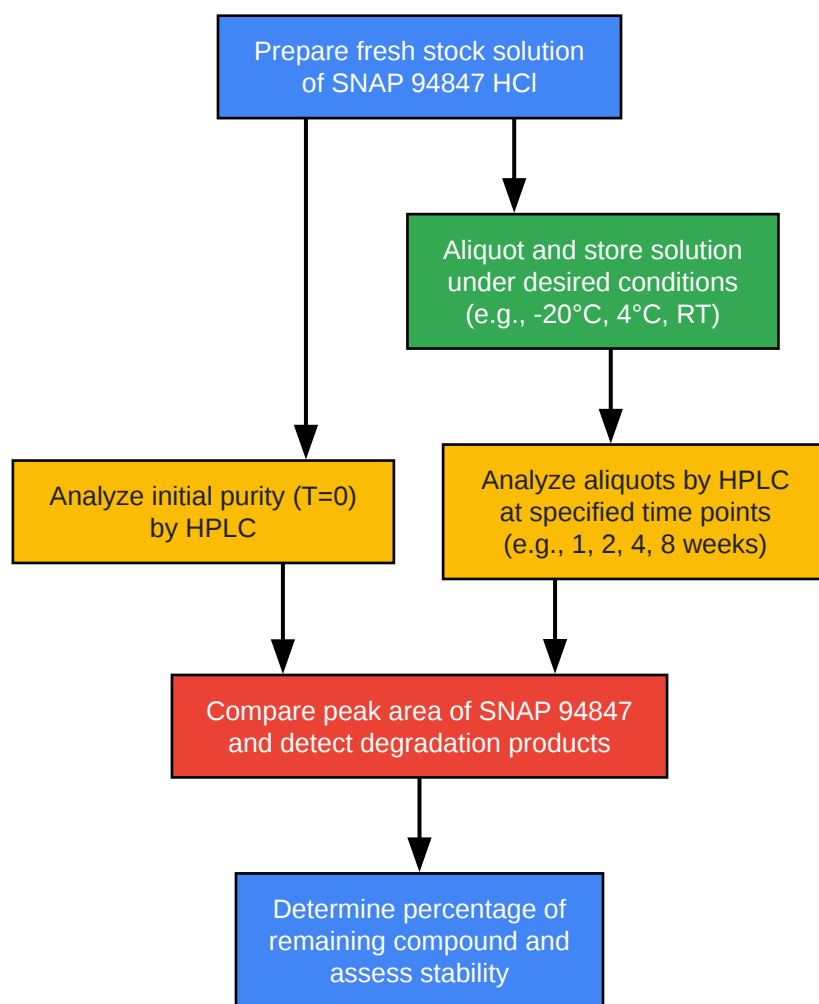 Prepare fresh stock solution
of SNAP 94847 HCl
Aliquot and store solution
under desired conditions
(e.g., -20°C, 4°C, RT)
Analyze initial purity (T=0)
by HPLC
Analyze aliquots by HPLC
at specified time points
(e.g., 1, 2, 4, 8 weeks)
Compare peak area of SNAP 94847
and detect degradation products
Determine percentage of
remaining compound and
assess stability